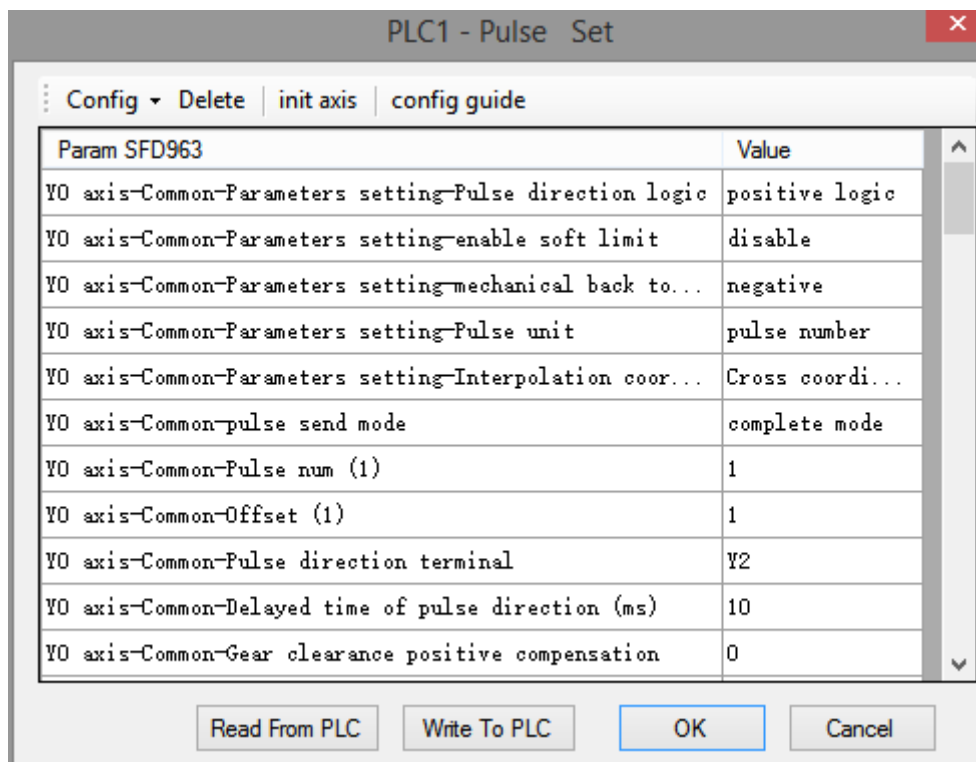 PLC1 - Pulse Set
Config Delete init axis config guide
Param SFD963 Value
Y0 axis-Common-Parameters setting-Pulse direction logic positive logic
Y0 axis-Common-Parameters setting-enable soft limit disable
Y0 axis-Common-Parameters setting-mechanical back to... negative
Y0 axis-Common-Parameters setting-Pulse unit pulse number
Y0 axis-Common-Parameters setting-Interpolation coor... Cross coordi...
Y0 axis-Common-pulse send mode complete mode
Y0 axis-Common-Pulse num (1) 1
Y0 axis-Common-Offset (1) 1
Y0 axis-Common-Pulse direction terminal Y2
Y0 axis-Common-Delayed time of pulse direction (ms) 10
Y0 axis-Common-Gear clearance positive compensation 0
Read From PLC Write To PLC OK Cancel